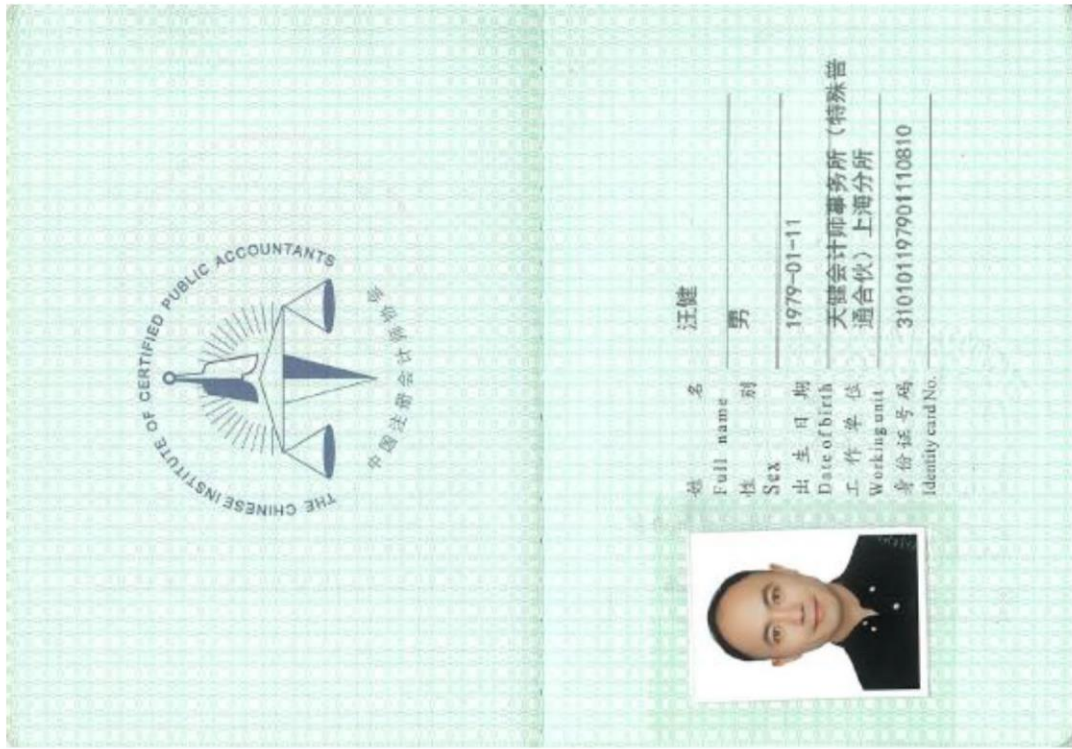 THE CHINESE INSTITUTE OF CERTIFIED PUBLIC ACCOUNTANTS
中国注册会计师协会
姓 名 汪健
Full name
性 别 男
Sex
出生日期 1979-01-11
Date of birth
工作单位 天健会计师事务所（特殊普
Working unit 通合伙）上海分所
身份证号码 310101197901110810
Identity card No.